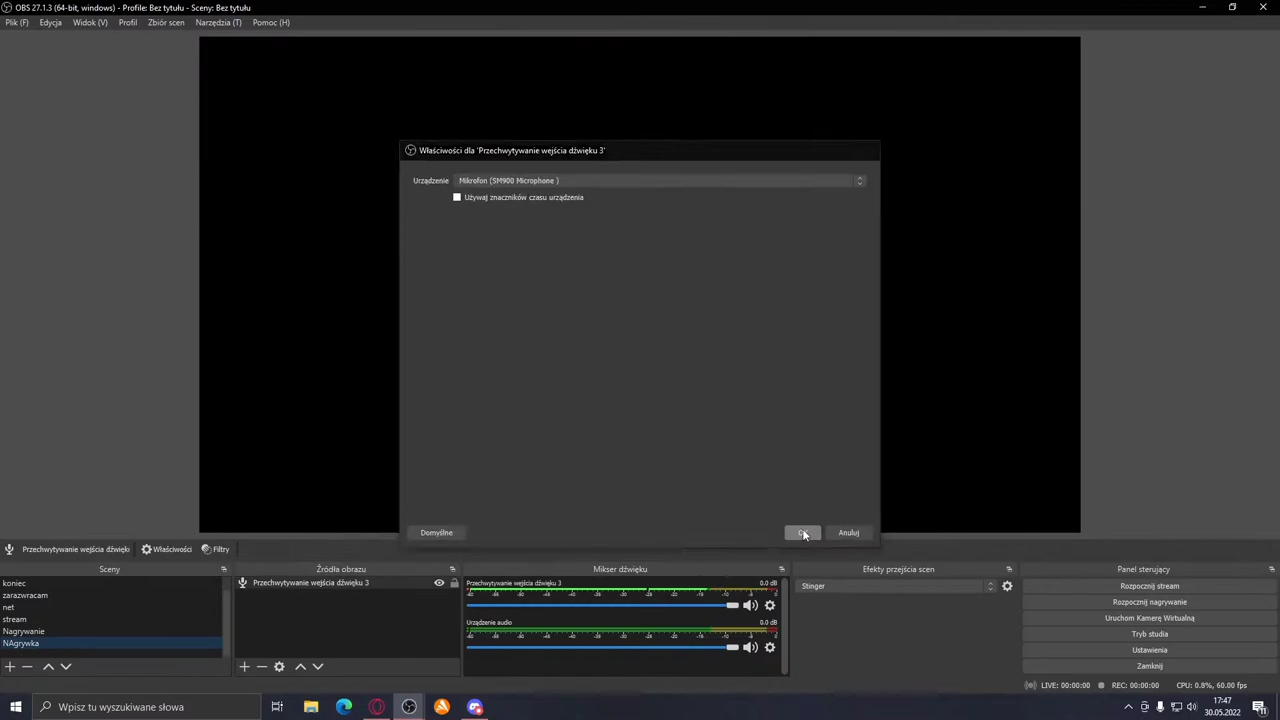 OBS 27.1.3 (64-bit, windows) - Profile: Bez tytułu - Sceny: Bez tytułu
Plik (F) Edycja Widok (V) Profil Zbiór scen Narzędzia (T) Pomoc (H)
Właściwości dla 'Przechwytywanie wejścia dźwięku 3'
Urządzenie Mikrofon (SM900 Microphone )
Używaj znaczników czasu urządzenia
Domyślne OK Anuluj
Przechwytywanie wejścia dźwięki Właściwości Filtry
Sceny Źródła obrazu Mikser dźwięku Efekty przejścia scen Panel sterujący
koniec
zarazwracam
net
stream
Nagrywanie
NAgrywka
Przechwytywanie wejścia dźwięku 3
Przechwytywanie wejścia dźwięku 3 0.0 dB
Urządzenie audio 0.0 dB
Stinger
Rozpocznij stream
Rozpocznij nagrywanie
Uruchom Kamerę Wirtualną
Tryb studia
Ustawienia
Zamknij
LIVE: 00:00:00 REC: 00:00:00 CPU: 0.8%, 60.00 fps
Wpisz tu wyszukiwane słowa
17:47
30.05.2022